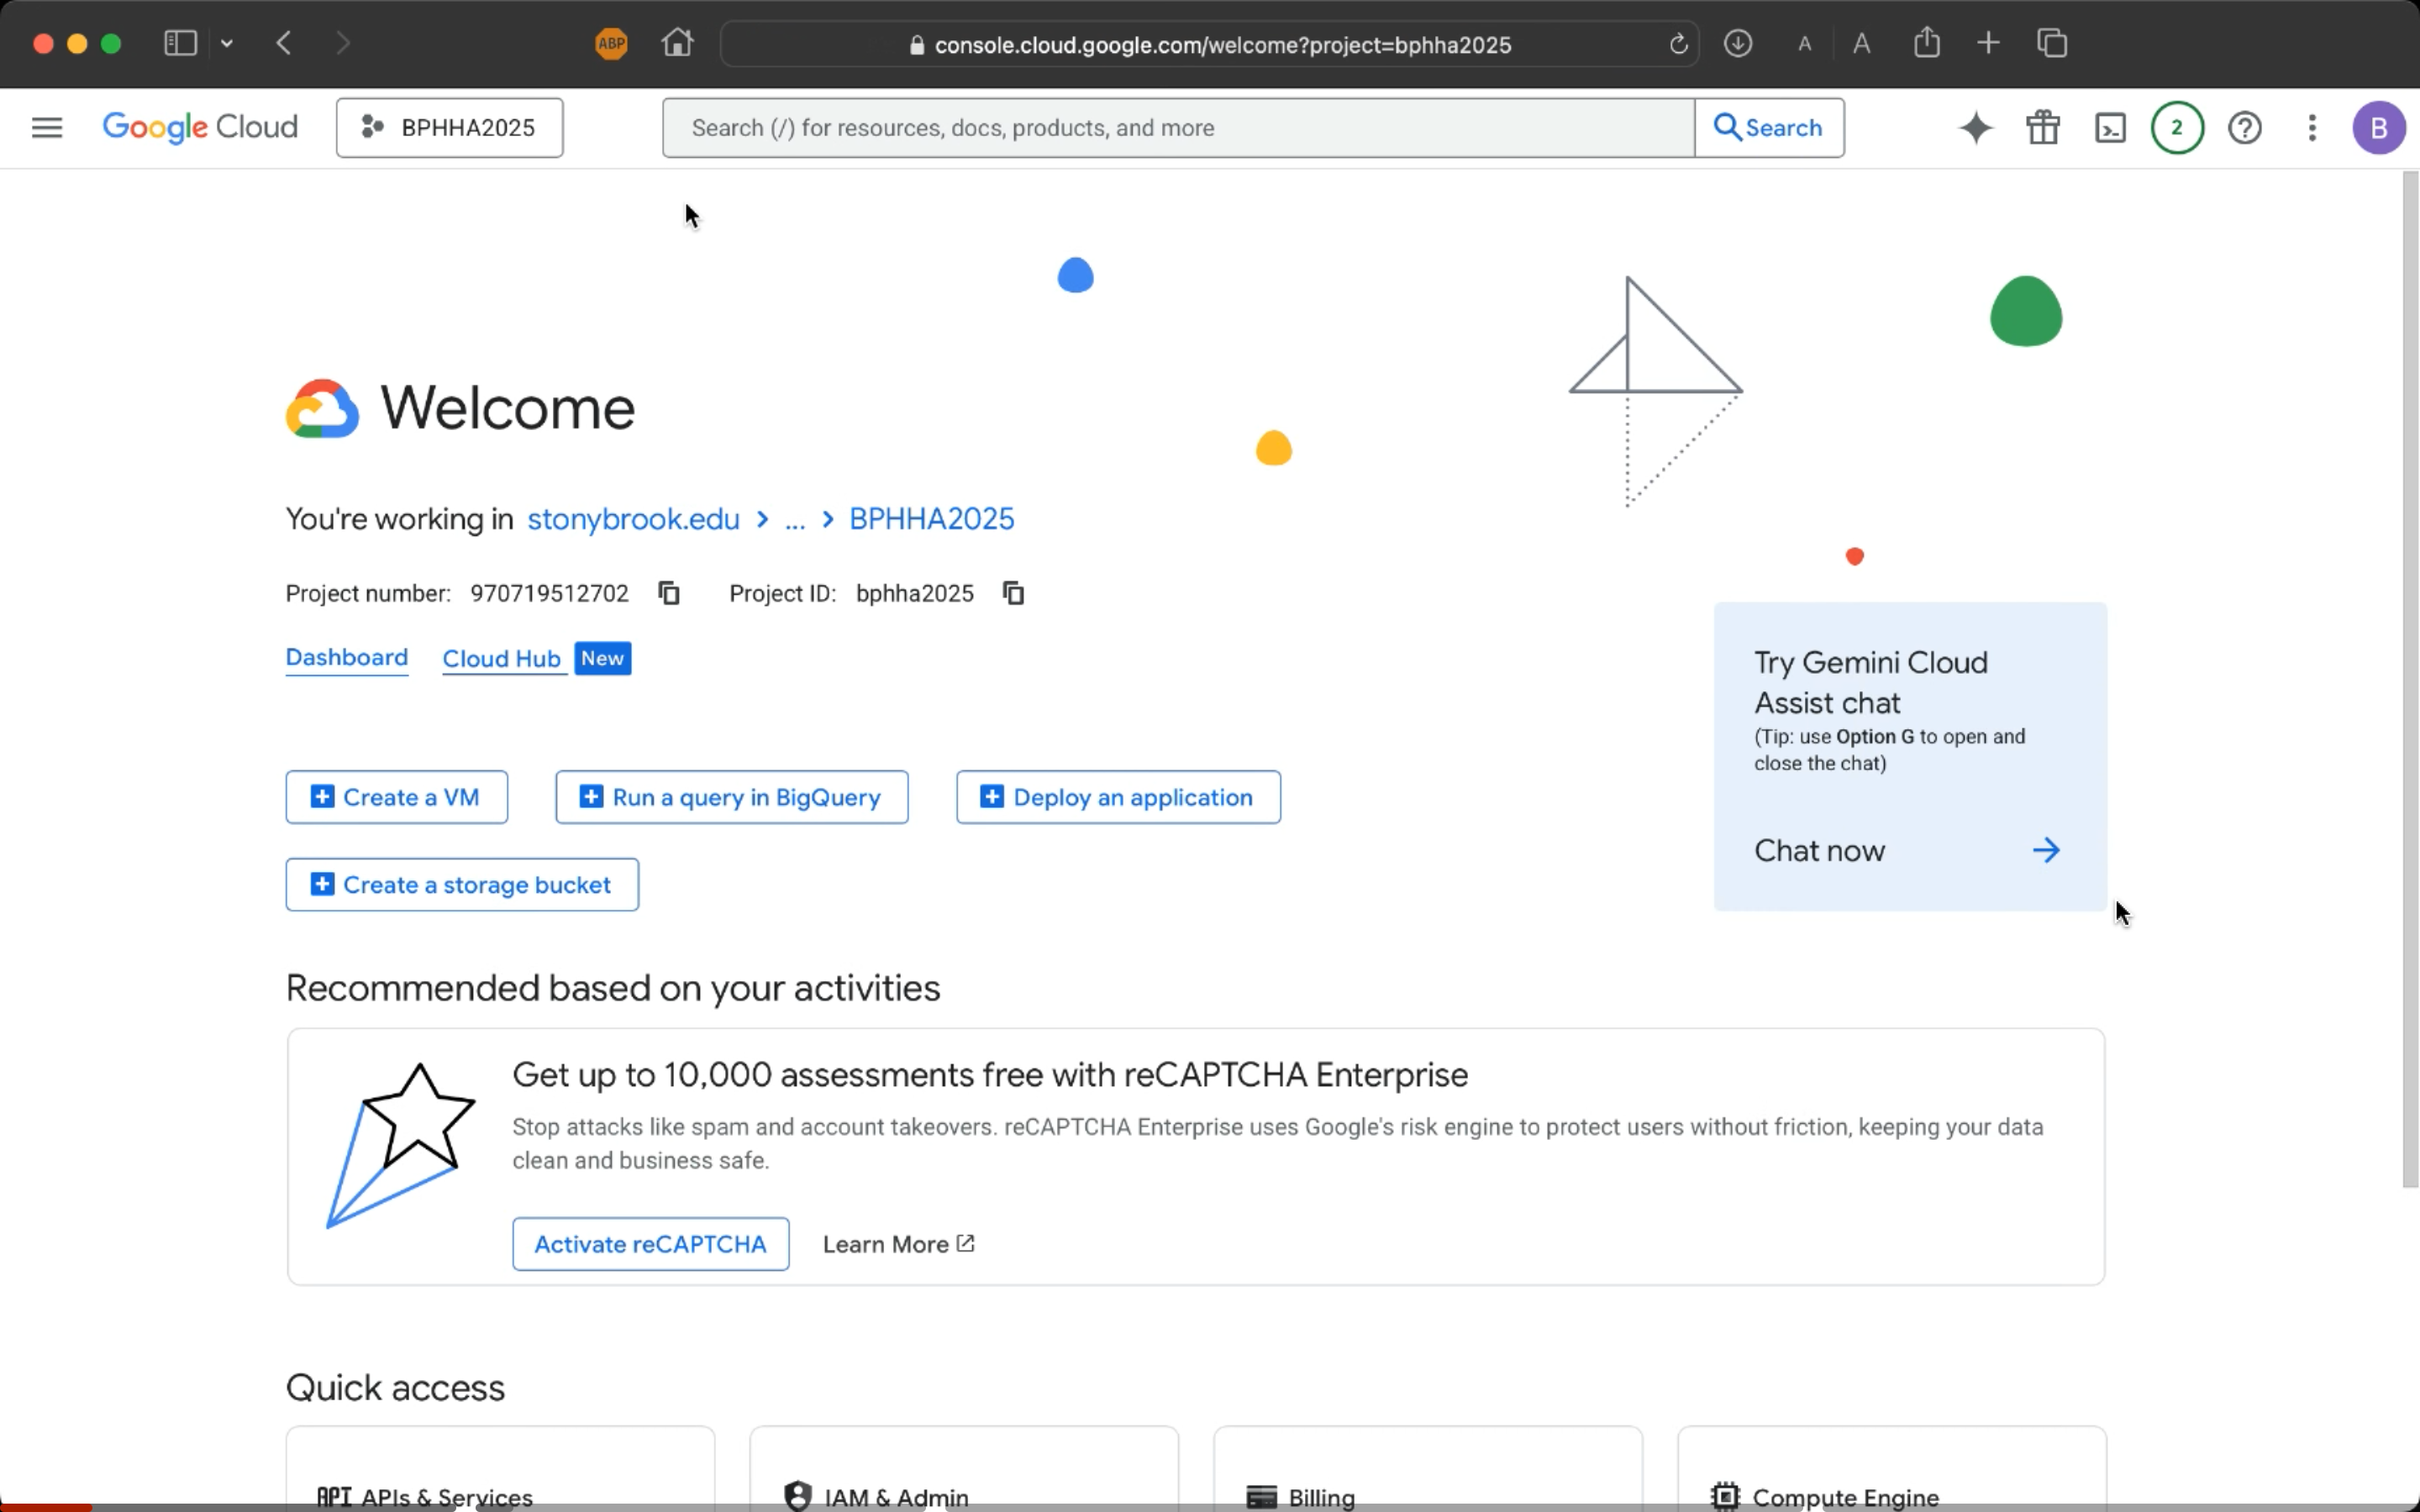 ABP
console.cloud.google.com/welcome?project=bphha2025
A
A
Google Cloud
BPHHA2025
Search (/) for resources, docs, products, and more
Search
2
B
Welcome
You're working in stonybrook.edu > ... > BPHHA2025
Project number: 970719512702
Project ID: bphha2025
Dashboard
Cloud Hub New
Try Gemini Cloud
Assist chat
(Tip: use Option G to open and
close the chat)
Chat now
Create a VM
Run a query in BigQuery
Deploy an application
Create a storage bucket
Recommended based on your activities
Get up to 10,000 assessments free with reCAPTCHA Enterprise
Stop attacks like spam and account takeovers. reCAPTCHA Enterprise uses Google's risk engine to protect users without friction, keeping your data
clean and business safe.
Activate reCAPTCHA
Learn More
Quick access
API APIs & Services
IAM & Admin
Billing
Compute Engine